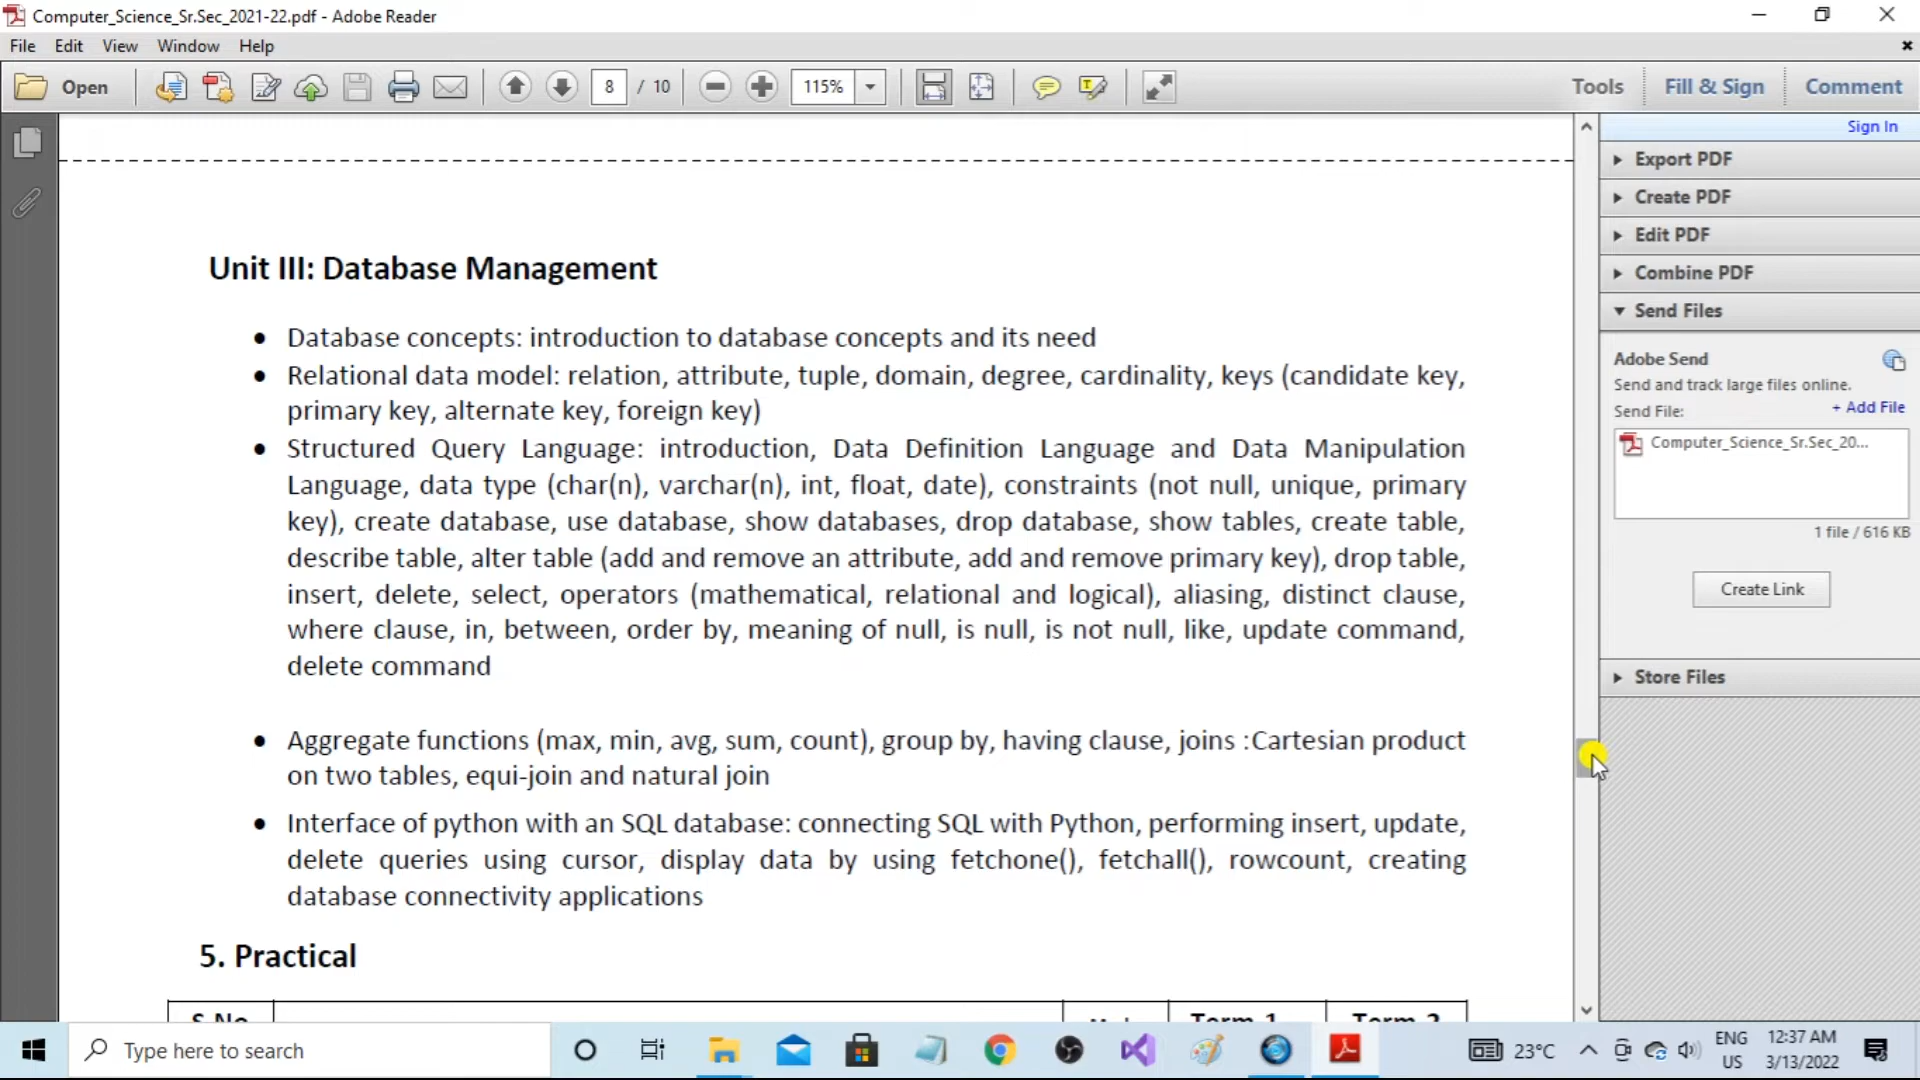 Computer_Science_Sr.Sec_2021-22.pdf - Adobe Reader
File Edit View Window Help
Open 8 / 10 115% Tools Fill & Sign Comment
Sign In
Export PDF
Create PDF
Edit PDF
Combine PDF
Send Files
Adobe Send
Send and track large files online.
Send File: + Add File
Computer_Science_Sr.Sec_20...
1 file / 616 KB
Create Link
Store Files
Unit III: Database Management
● Database concepts: introduction to database concepts and its need
● Relational data model: relation, attribute, tuple, domain, degree, cardinality, keys (candidate key,
primary key, alternate key, foreign key)
● Structured Query Language: introduction, Data Definition Language and Data Manipulation
Language, data type (char(n), varchar(n), int, float, date), constraints (not null, unique, primary
key), create database, use database, show databases, drop database, show tables, create table,
describe table, alter table (add and remove an attribute, add and remove primary key), drop table,
insert, delete, select, operators (mathematical, relational and logical), aliasing, distinct clause,
where clause, in, between, order by, meaning of null, is null, is not null, like, update command,
delete command
● Aggregate functions (max, min, avg, sum, count), group by, having clause, joins :Cartesian product
on two tables, equi-join and natural join
● Interface of python with an SQL database: connecting SQL with Python, performing insert, update,
delete queries using cursor, display data by using fetchone(), fetchall(), rowcount, creating
database connectivity applications
5. Practical
S.No Term-1 Term-2
Type here to search
23°C
ENG
US
12:37 AM
3/13/2022